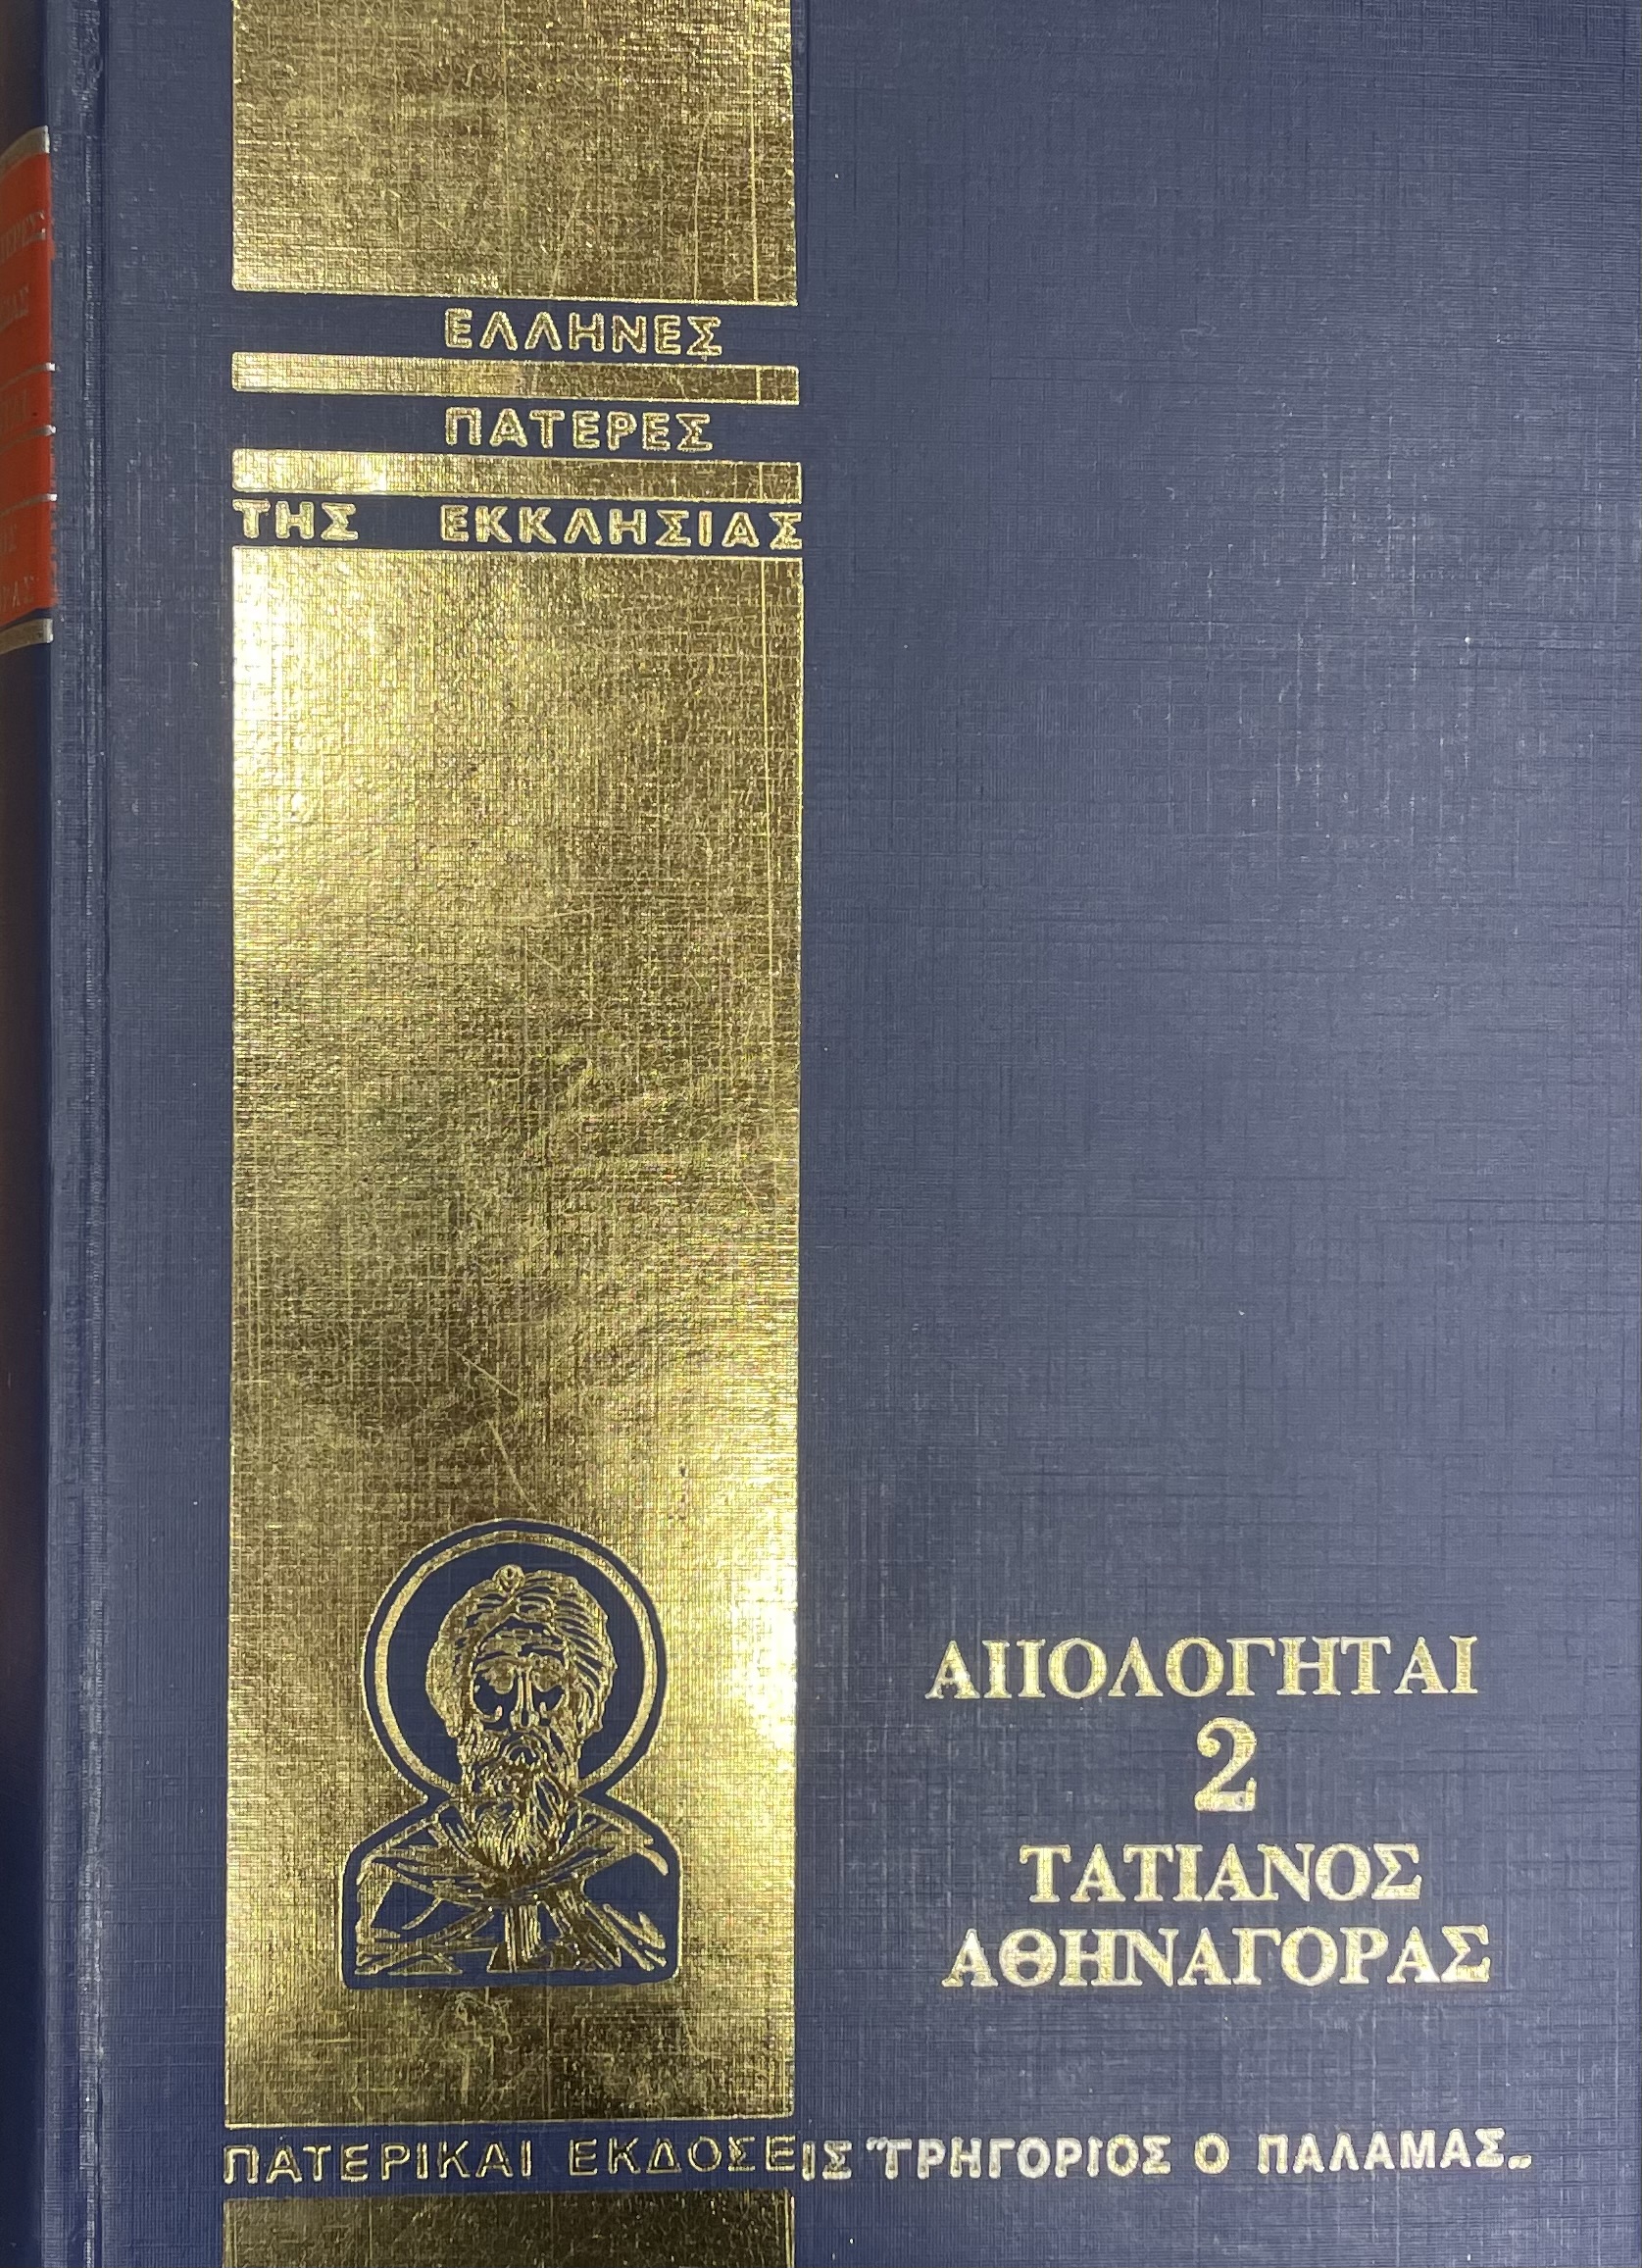 ΕΛΛΗΝΕΣ
ΠΑΤΕΡΕΣ
ΤΗΣ ΕΚΚΛΗΣΙΑΣ
ΑΠΟΛΟΓΗΤΑΙ
2
ΤΑΤΙΑΝΟΣ
ΑΘΗΝΑΓΟΡΑΣ
ΠΑΤΕΡΙΚΑΙ ΕΚΔΟΣΕΙΣ "ΓΡΗΓΟΡΙΟΣ Ο ΠΑΛΑΜΑΣ„